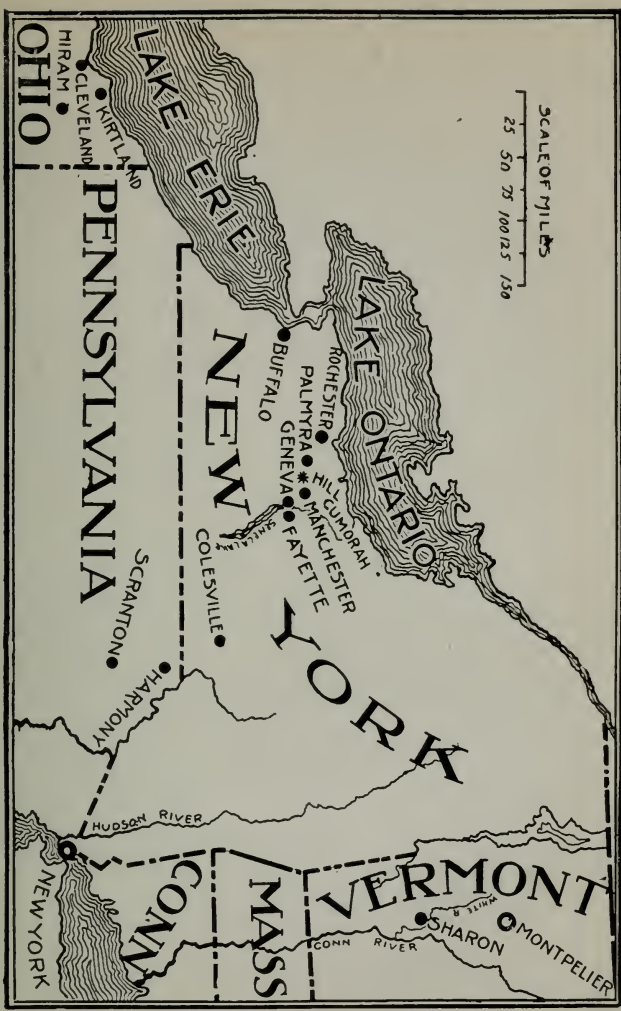 SCALE OF MILES
25 50 75 100 125 150
LAKE ONTARIO
LAKE ERIE
ROCHESTER
PALMYRA
HILL CUMORAH
MANCHESTER
GENEVA
FAYETTE
BUFFALO
SENECA LAKE
NEW YORK
COLESVILLE
VERMONT
MONTPELIER
WHITE R
SHARON
CONN RIVER
MASS
CONN
HUDSON RIVER
NEW YORK
OHIO
HIRAM
CLEVELAND
KIRTLAND
PENNSYLVANIA
SCRANTON
HARMONY